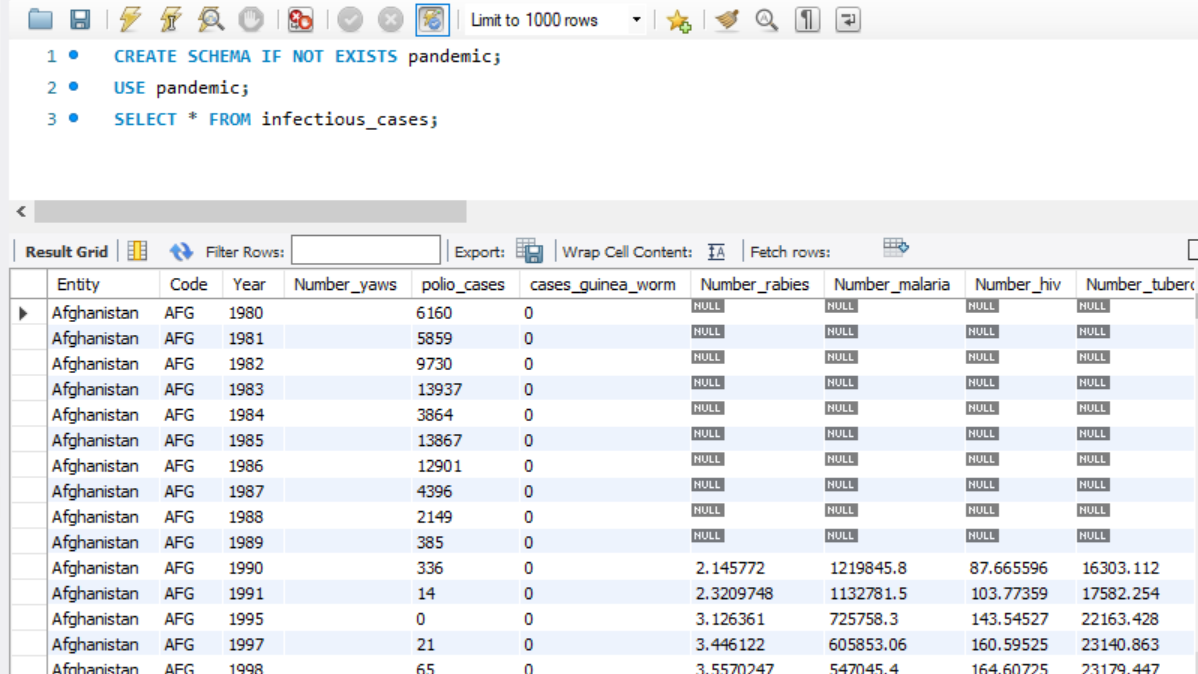 Limit to 1000 rows
1 CREATE SCHEMA IF NOT EXISTS pandemic;
2 USE pandemic;
3 SELECT * FROM infectious_cases;
Result Grid Filter Rows: Export: Wrap Cell Content: Fetch rows:
Entity Code Year Number_yaws polio_cases cases_guinea_worm Number_rabies Number_malaria Number_hiv Number_tuberc
Afghanistan AFG 1980 6160 0 NULL NULL NULL NULL
Afghanistan AFG 1981 5859 0 NULL NULL NULL NULL
Afghanistan AFG 1982 9730 0 NULL NULL NULL NULL
Afghanistan AFG 1983 13937 0 NULL NULL NULL NULL
Afghanistan AFG 1984 3864 0 NULL NULL NULL NULL
Afghanistan AFG 1985 13867 0 NULL NULL NULL NULL
Afghanistan AFG 1986 12901 0 NULL NULL NULL NULL
Afghanistan AFG 1987 4396 0 NULL NULL NULL NULL
Afghanistan AFG 1988 2149 0 NULL NULL NULL NULL
Afghanistan AFG 1989 385 0 NULL NULL NULL NULL
Afghanistan AFG 1990 336 0 2.145772 1219845.8 87.665596 16303.112
Afghanistan AFG 1991 14 0 2.3209748 1132781.5 103.77359 17582.254
Afghanistan AFG 1995 0 0 3.126361 725758.3 143.54527 22163.428
Afghanistan AFG 1997 21 0 3.446122 605853.06 160.59525 23140.863
Afghanistan AFG 1998 65 0 3.5570247 547045.4 164.60725 23179.447